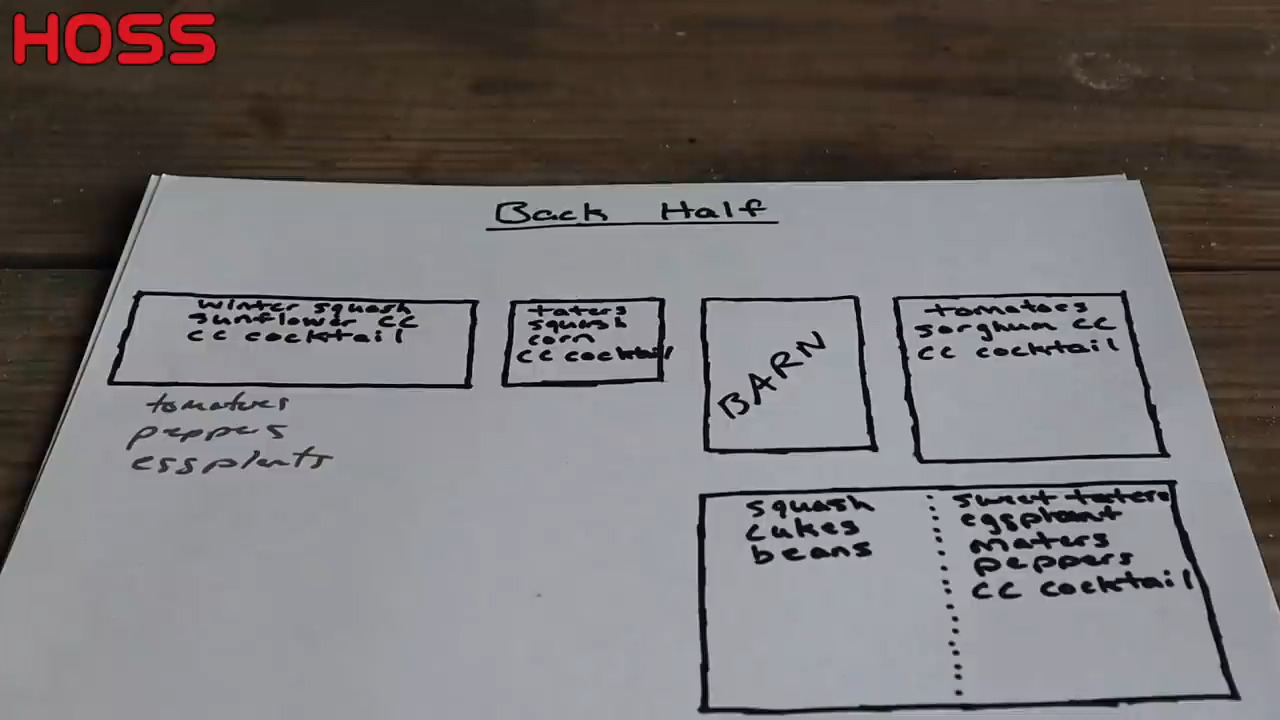 HOSS
Back Half
winter squash
sunflower CC
CC cocktail
tomatoes
peppers
eggplants
taters
squash
corn
CC cocktail
BARN
tomatoes
sorghum CC
CC cocktail
squash
cukes
beans
sweet taters
eggplant
maters
peppers
CC cocktail